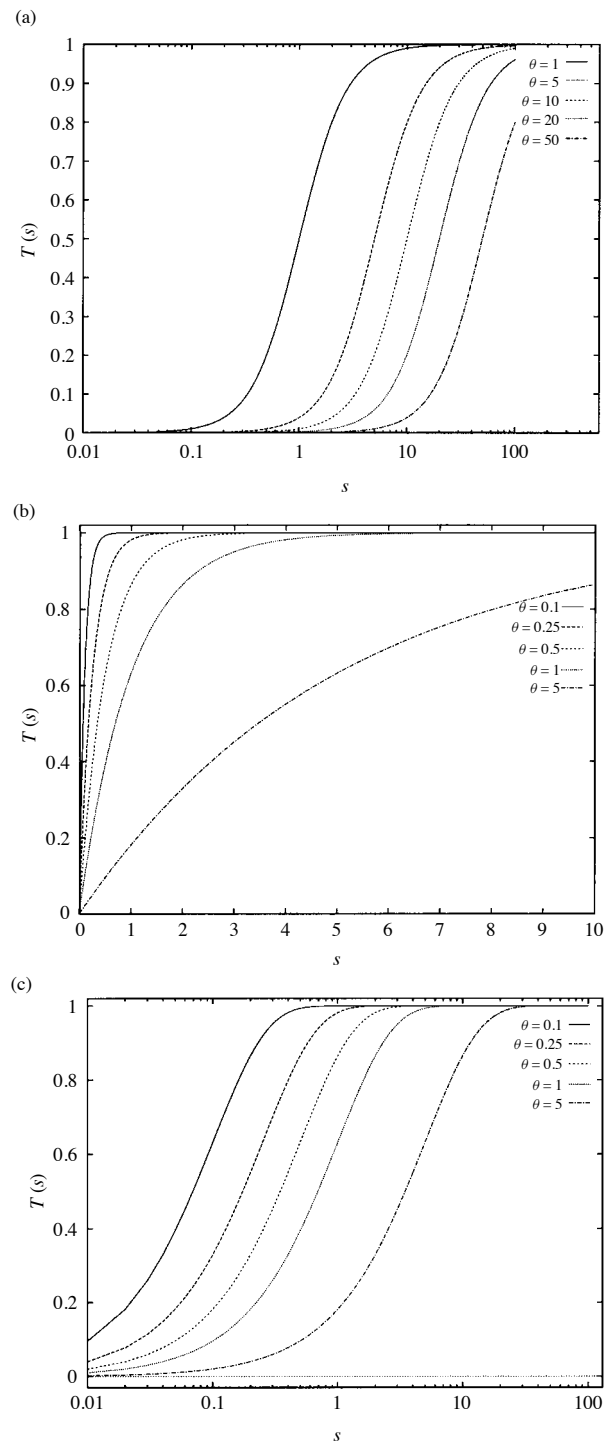 (a)
1
0.9
0.8
0.7
0.6
0.5
0.4
0.3
0.2
0.1
0
T (s)
θ = 1
θ = 5
θ = 10
θ = 20
θ = 50
0.01
0.1
1
10
100
s
(b)
1
0.8
0.6
0.4
0.2
0
T (s)
θ = 0.1
θ = 0.25
θ = 0.5
θ = 1
θ = 5
0
1
2
3
4
5
6
7
8
9
10
s
(c)
1
0.8
0.6
0.4
0.2
0
T (s)
θ = 0.1
θ = 0.25
θ = 0.5
θ = 1
θ = 5
0.01
0.1
1
10
100
s